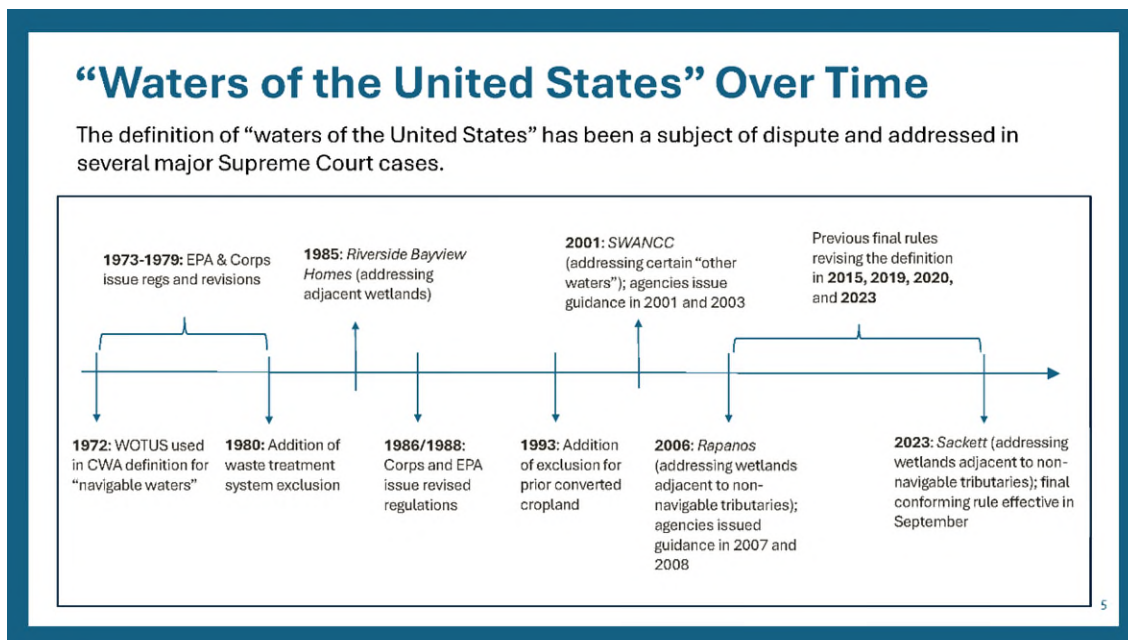 “Waters of the United States” Over Time
The definition of “waters of the United States” has been a subject of dispute and addressed in
several major Supreme Court cases.
1973-1979: EPA & Corps
issue regs and revisions
1985: Riverside Bayview
Homes (addressing
adjacent wetlands)
2001: SWANCC
(addressing certain “other
waters”); agencies issue
guidance in 2001 and 2003
Previous final rules
revising the definition
in 2015, 2019, 2020,
and 2023
1972: WOTUS used
in CWA definition for
“navigable waters”
1980: Addition of
waste treatment
system exclusion
1986/1988:
Corps and EPA
issue revised
regulations
1993: Addition
of exclusion for
prior converted
cropland
2006: Rapanos
(addressing wetlands
adjacent to non-
navigable tributaries);
agencies issued
guidance in 2007 and
2008
2023: Sackett (addressing
wetlands adjacent to non-
navigable tributaries); final
conforming rule effective in
September
5